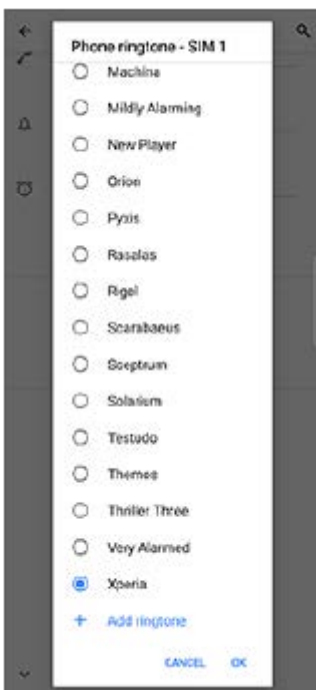 Phone ringtone - SIM 1
Machina
Mildly Alarming
New Player
Orion
Pyxis
Rasalas
Rigel
Scarabaeus
Sceptrum
Solarium
Testudo
Themos
Thriller Three
Very Alarmed
Xperia
Add ringtone
CANCEL OK